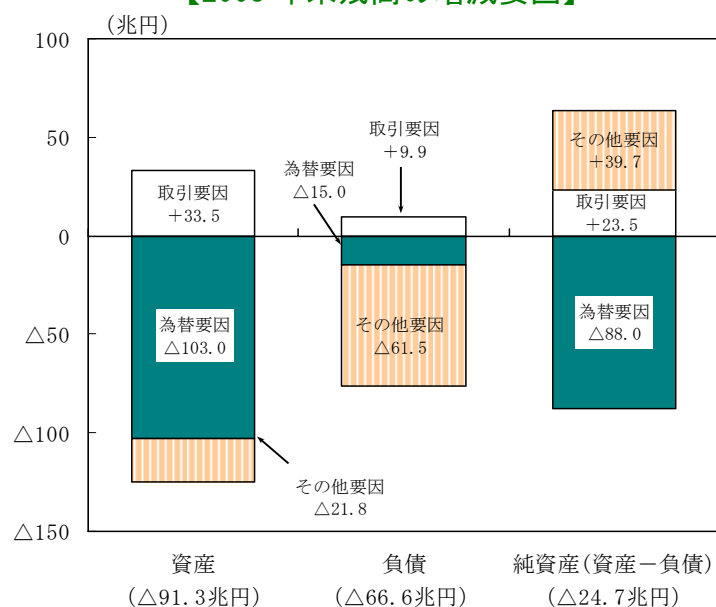 (兆円)
100
50
0
△50
△100
△150
取引要因
+33.5
為替要因
△103.0
その他要因
△21.8
取引要因
+9.9
為替要因
△15.0
その他要因
△61.5
その他要因
+39.7
取引要因
+23.5
為替要因
△88.0
資産
(△91.3兆円)
負債
(△66.6兆円)
純資産(資産-負債)
(△24.7兆円)